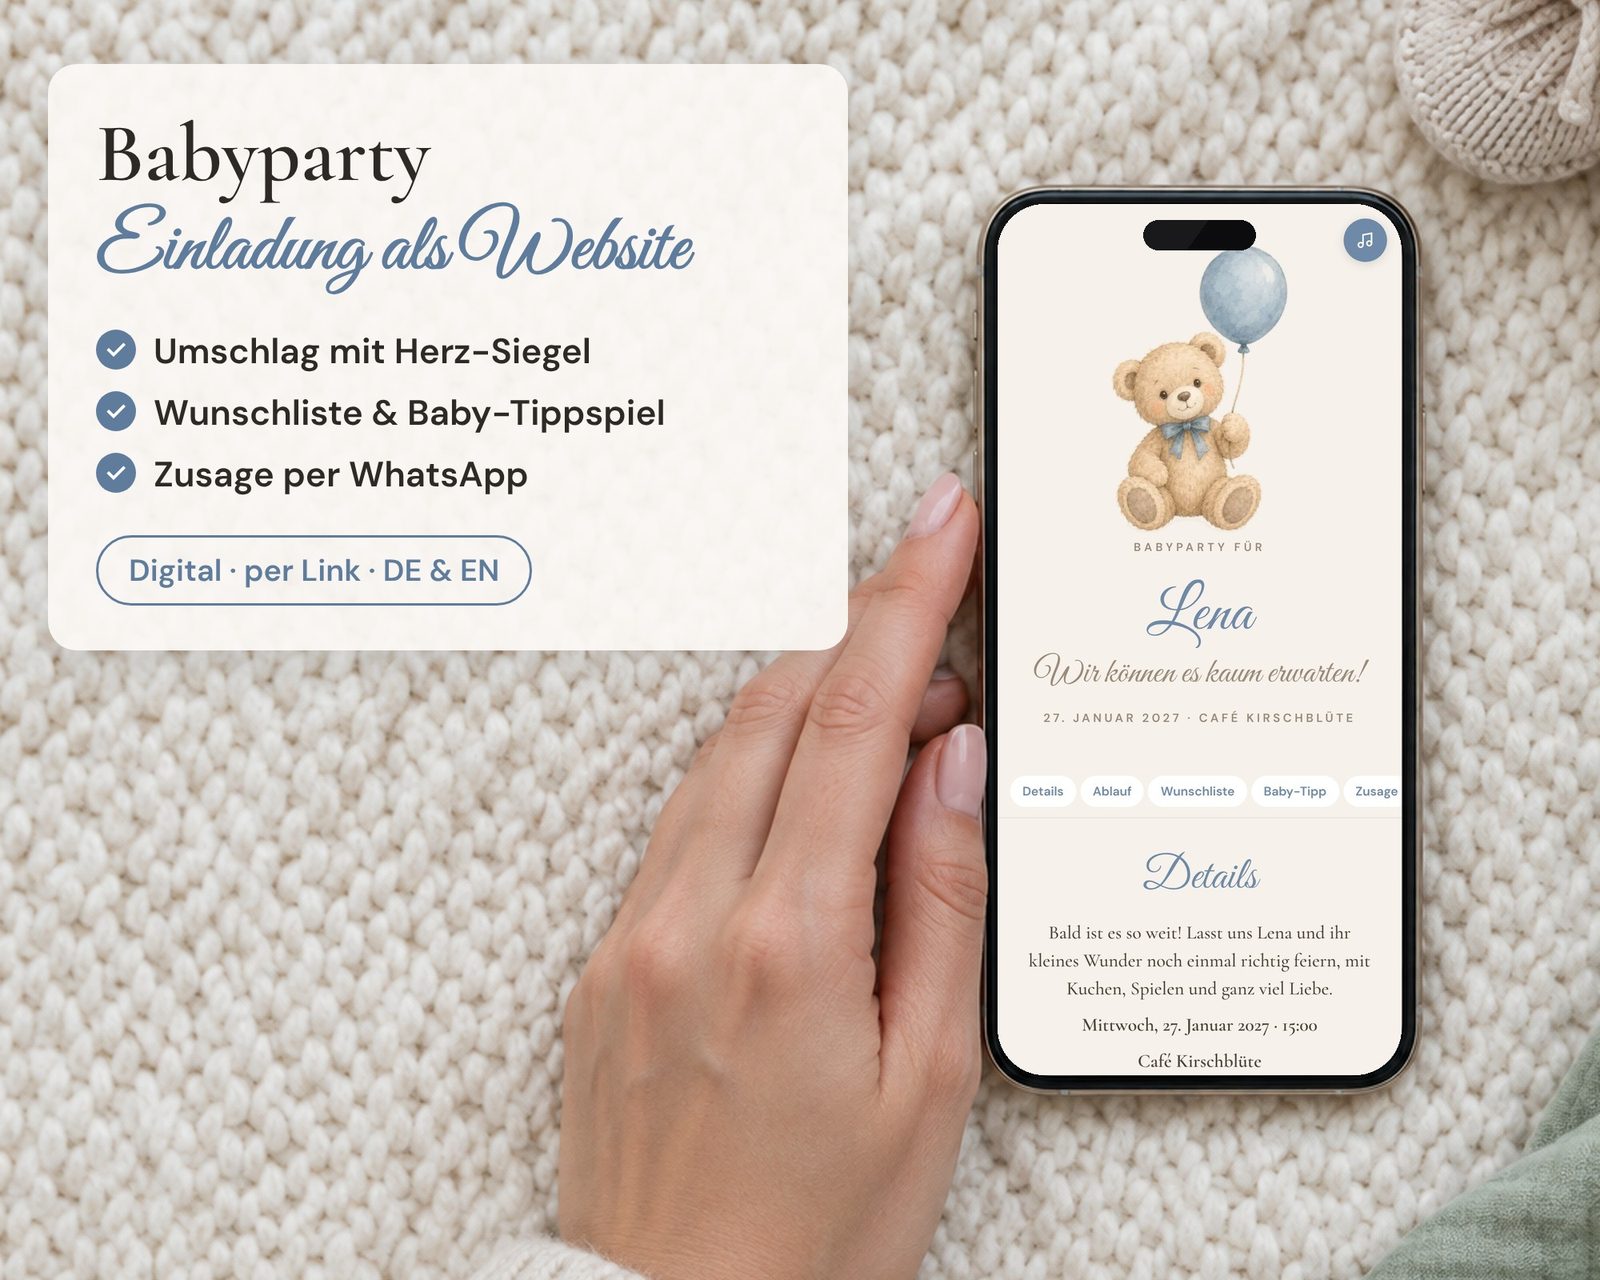 Babyparty
Einladung als Website
Umschlag mit Herz-Siegel
Wunschliste & Baby-Tippspiel
Zusage per WhatsApp
Digital · per Link · DE & EN
BABYPARTY FÜR
Lena
Wir können es kaum erwarten!
27. JANUAR 2027 · CAFÉ KIRSCHBLÜTE
Details Ablauf Wunschliste Baby-Tipp Zusage
Details
Bald ist es so weit! Lasst uns Lena und ihr
kleines Wunder noch einmal richtig feiern, mit
Kuchen, Spielen und ganz viel Liebe.
Mittwoch, 27. Januar 2027 · 15:00
Café Kirschblüte